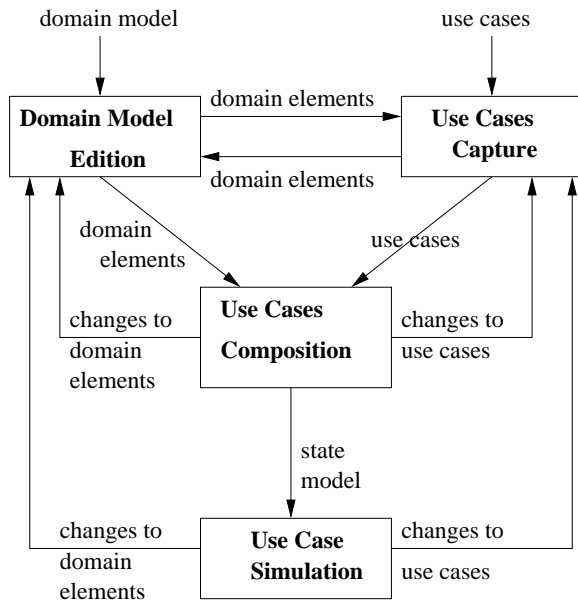 domain model
use cases
Domain Model
Edition
domain elements
domain elements
Use Cases
Capture
domain
elements
use cases
Use Cases
Composition
changes to
domain
elements
changes to
use cases
state
model
Use Case
Simulation
changes to
domain
elements
changes to
use cases